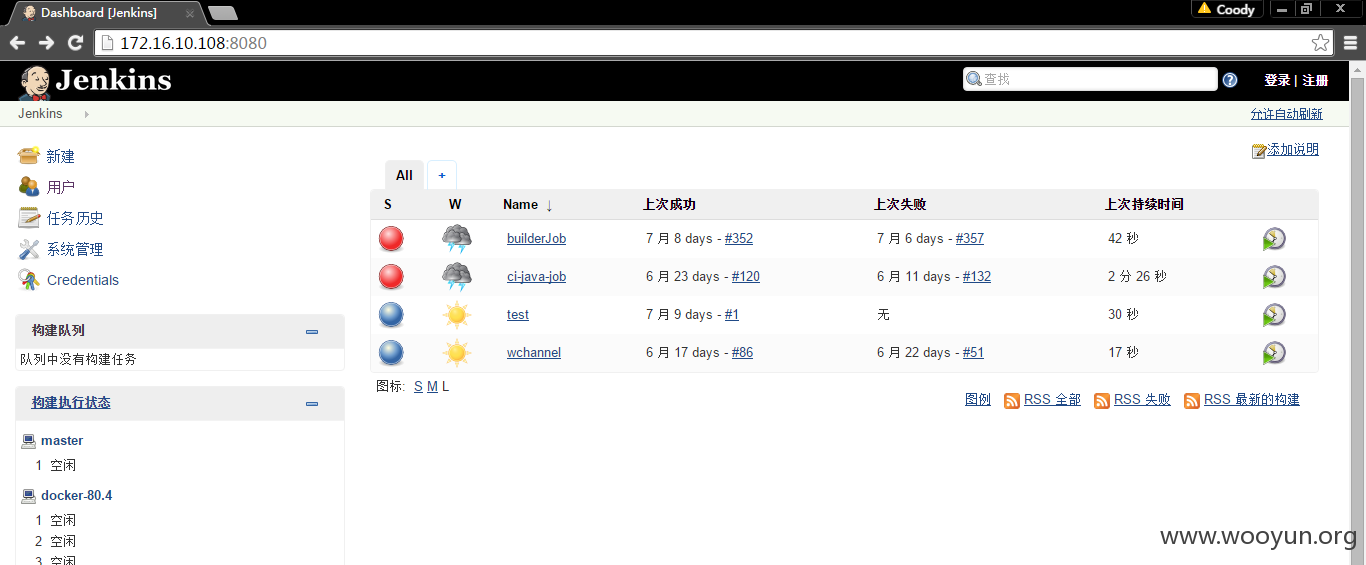 Dashboard [Jenkins]
Coody
172.16.10.108:8080
Jenkins
查找
登录 | 注册
Jenkins
允许自动刷新
新建
用户
任务历史
系统管理
Credentials
构建队列
队列中没有构建任务
构建执行状态
master
1 空闲
docker-80.4
1 空闲
2 空闲
3 空闲
添加说明
All +
S W Name ↓ 上次成功 上次失败 上次持续时间
builderJob 7 月 8 days - #352 7 月 6 days - #357 42 秒
ci-java-job 6 月 23 days - #120 6 月 11 days - #132 2 分 26 秒
test 7 月 9 days - #1 无 30 秒
wchannel 6 月 17 days - #86 6 月 22 days - #51 17 秒
图标: S M L
图例 RSS 全部 RSS 失败 RSS 最新的构建
www.wooyun.org